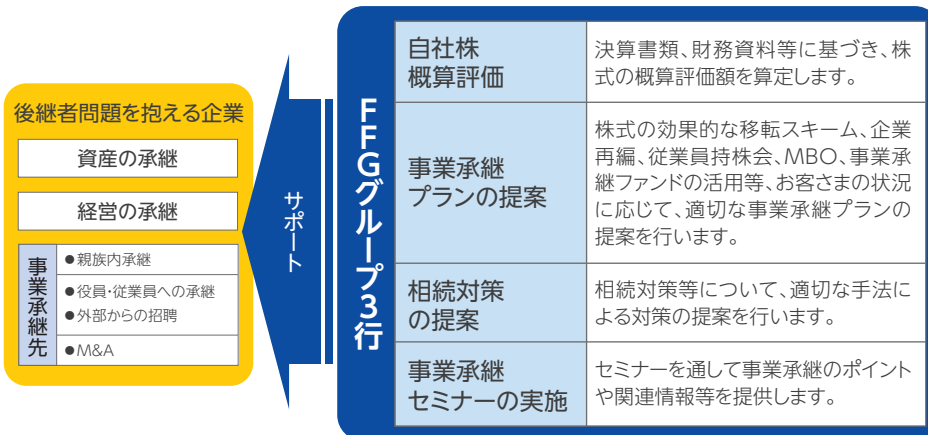 後継者問題を抱える企業
資産の承継
経営の承継
事業承継先
●親族内承継
●役員・従業員への承継
●外部からの招聘
●M&A
サポート
FFGグループ3行
自社株
概算評価
決算書類、財務資料等に基づき、株
式の概算評価額を算定します。
事業承継
プランの提案
株式の効果的な移転スキーム、企業
再編、従業員持株会、MBO、事業承
継ファンドの活用等、お客さまの状況
に応じて、適切な事業承継プランの
提案を行います。
相続対策
の提案
相続対策等について、適切な手法に
よる対策の提案を行います。
事業承継
セミナーの実施
セミナーを通して事業承継のポイント
や関連情報等を提供します。